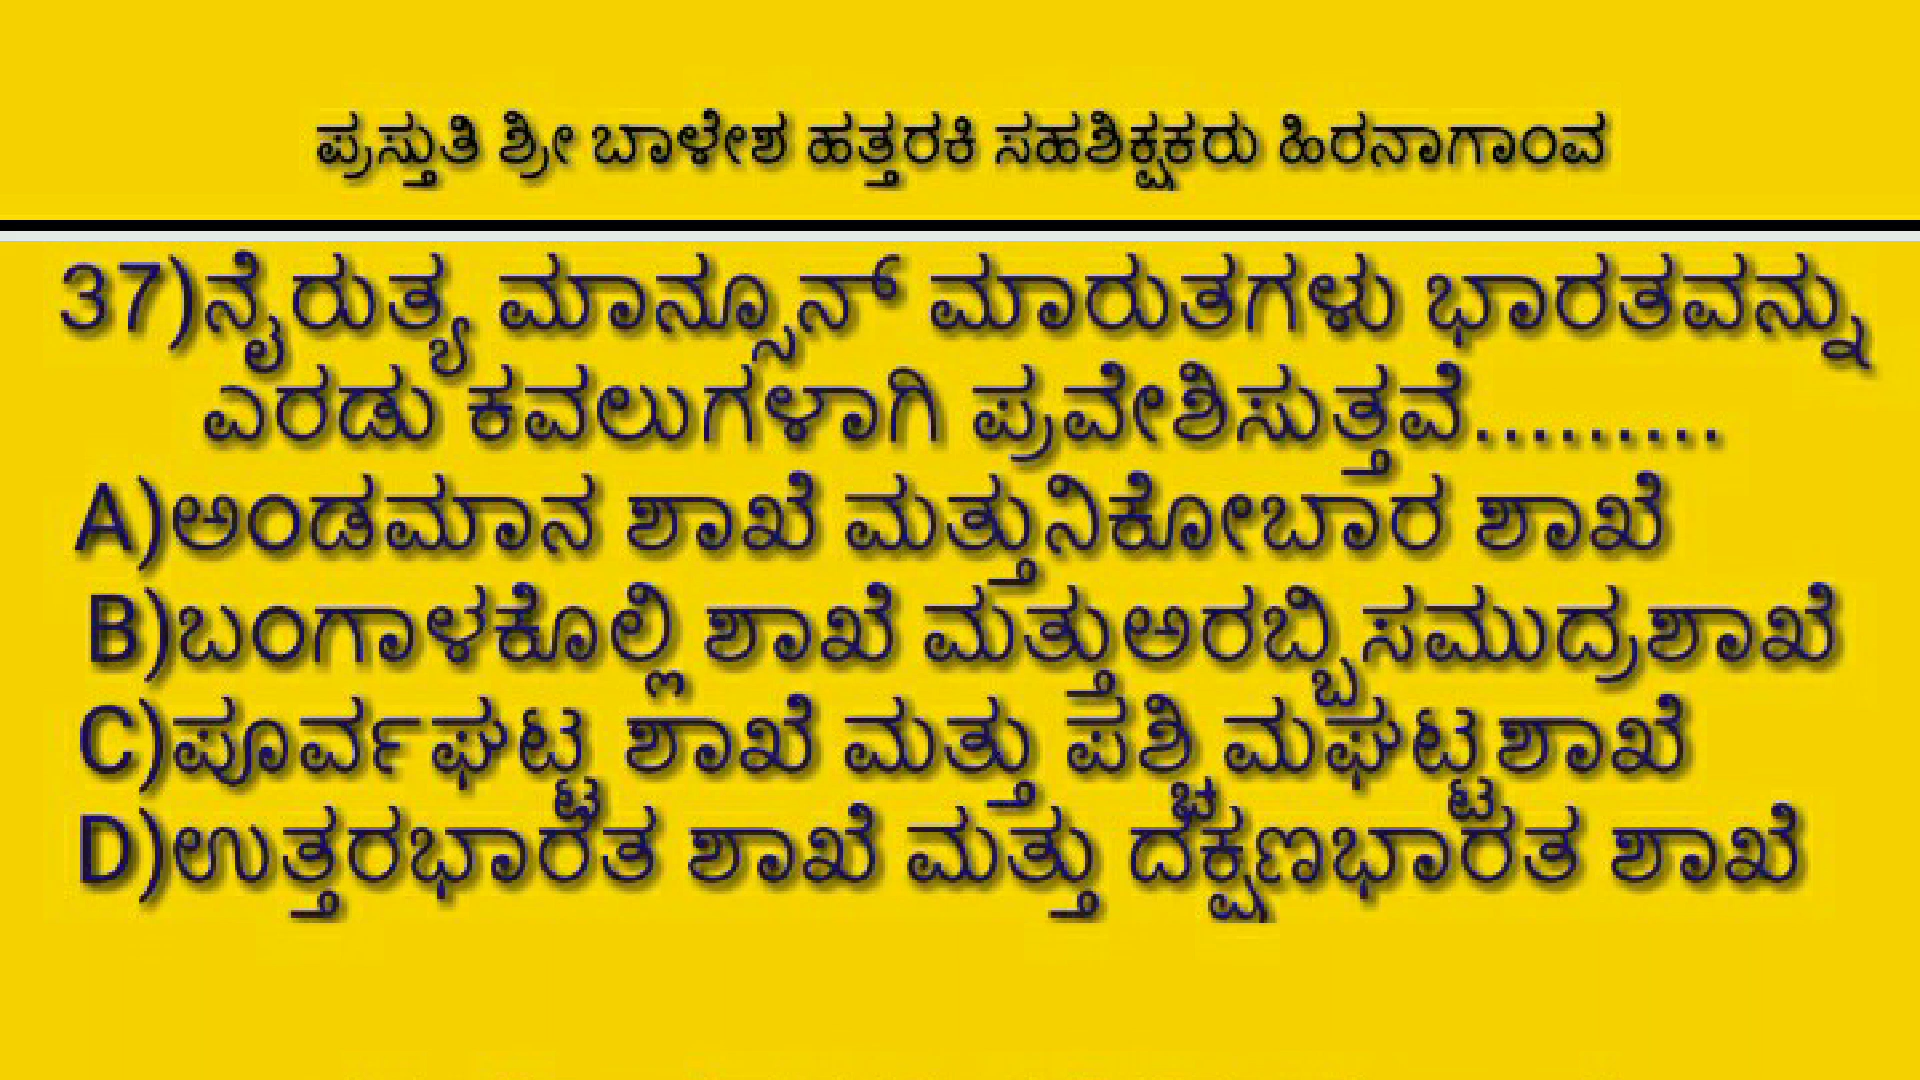 ಪ್ರಸ್ತುತಿ ಶ್ರೀ ಬಾಳೇಶ ಹತ್ತರಕಿ ಸಹಶಿಕ್ಷಕರು ಹಿರನಾಗಾಂವ
37)ನೈರುತ್ಯ ಮಾನ್ಸೂನ್ ಮಾರುತಗಳು ಭಾರತವನ್ನು
ಎರಡು ಕವಲುಗಳಾಗಿ ಪ್ರವೇಶಿಸುತ್ತವೆ.........
A)ಅಂಡಮಾನ ಶಾಖೆ ಮತ್ತುನಿಕೋಬಾರ ಶಾಖೆ
B)ಬಂಗಾಳಕೊಲ್ಲಿ ಶಾಖೆ ಮತ್ತುಅರಬ್ಬಿಸಮುದ್ರಶಾಖೆ
C)ಪೂರ್ವಘಟ್ಟ ಶಾಖೆ ಮತ್ತು ಪಶ್ಚಿಮಘಟ್ಟಶಾಖೆ
D)ಉತ್ತರಭಾರತ ಶಾಖೆ ಮತ್ತು ದಕ್ಷಣಭಾರತ ಶಾಖೆ